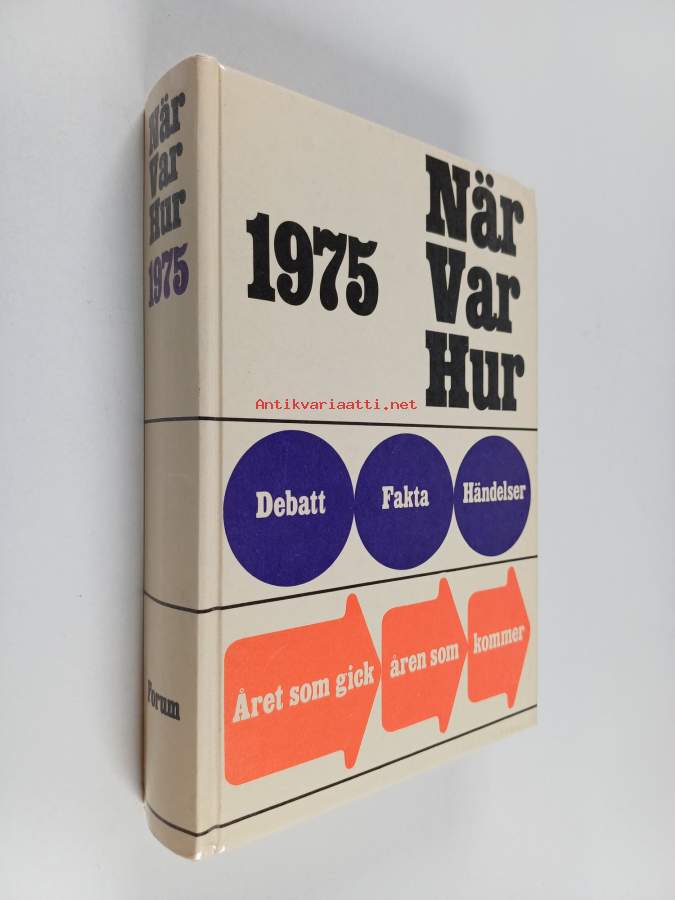 När
Var
Hur
1975
Forum
1975
När
Var
Hur
Antikvariaatti.net
Debatt
Fakta
Händelser
Året som gick
åren som
kommer